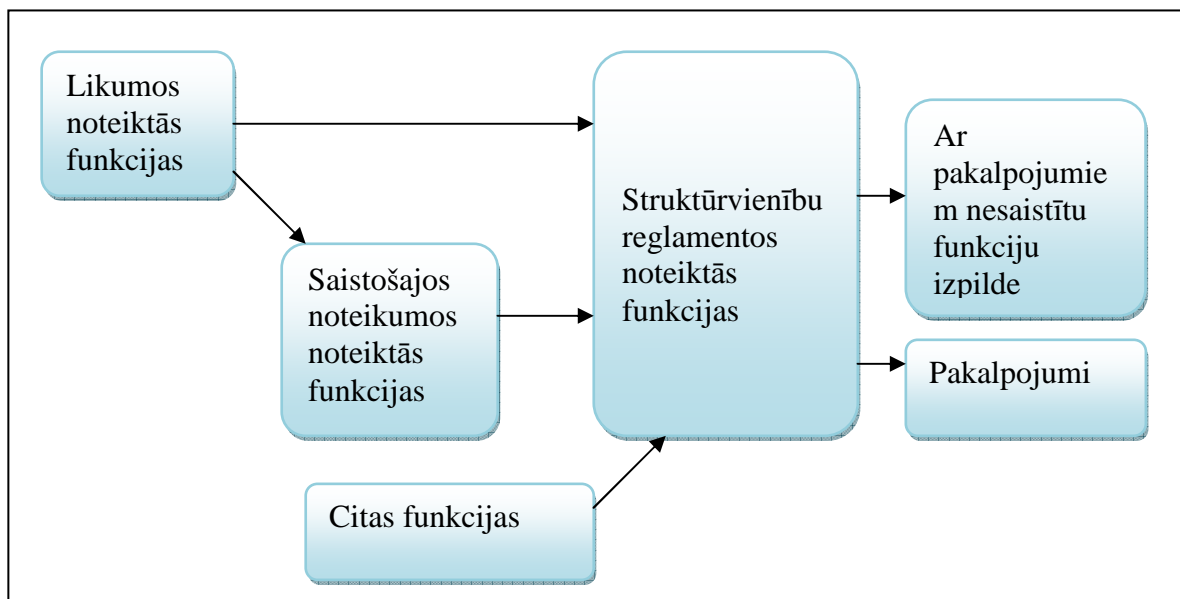 Likumos
noteiktās
funkcijas
Saistošajos
noteikumos
noteiktās
funkcijas
Citas funkcijas
Struktūrvienību
reglamentos
noteiktās
funkcijas
Ar
pakalpojumie
m nesaistītu
funkciju
izpilde
Pakalpojumi